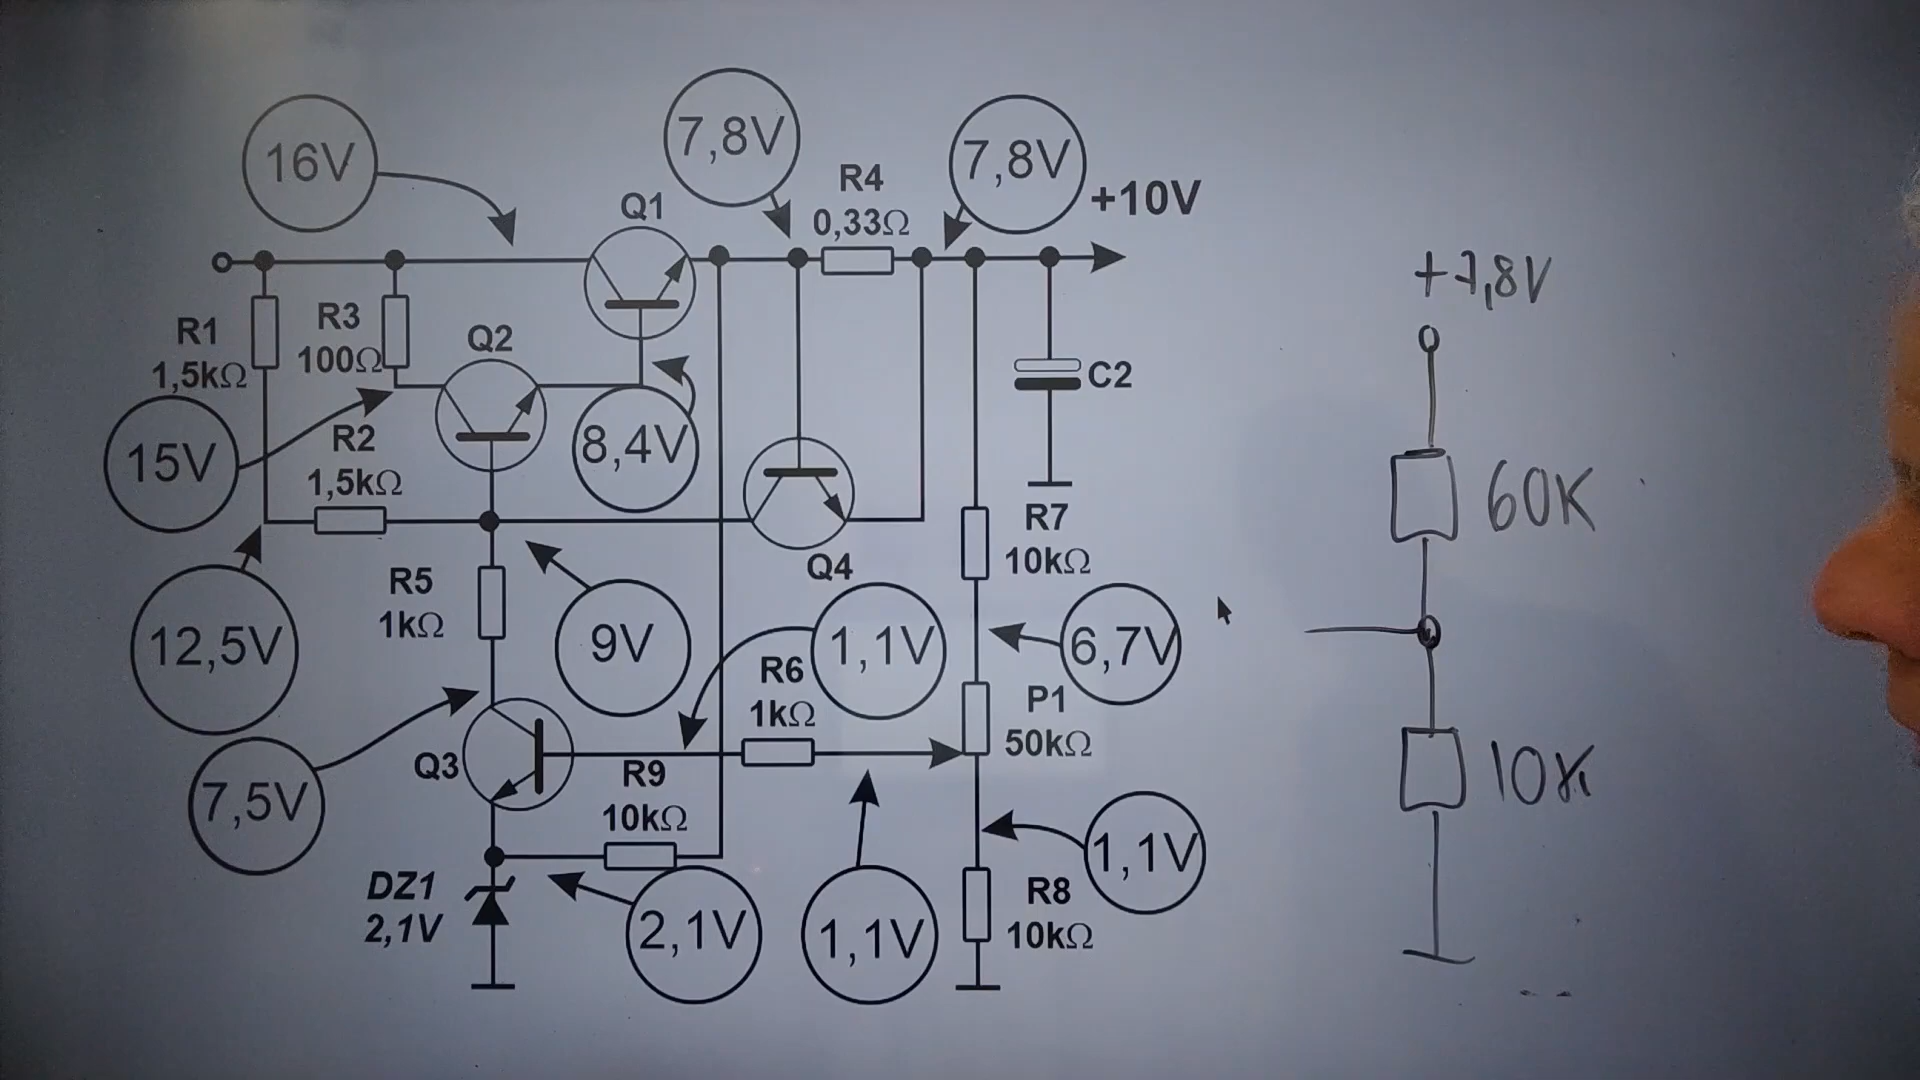 16V
7,8V
7,8V
+10V
R4
0,33Ω
Q1
R1
1,5kΩ
R3
100Ω
Q2
15V
R2
1,5kΩ
8,4V
C2
Q4
R7
10kΩ
12,5V
R5
1kΩ
9V
1,1V
6,7V
R6
1kΩ
P1
50kΩ
7,5V
Q3
R9
10kΩ
1,1V
DZ1
2,1V
2,1V
1,1V
R8
10kΩ
+7,8V
60K
10K